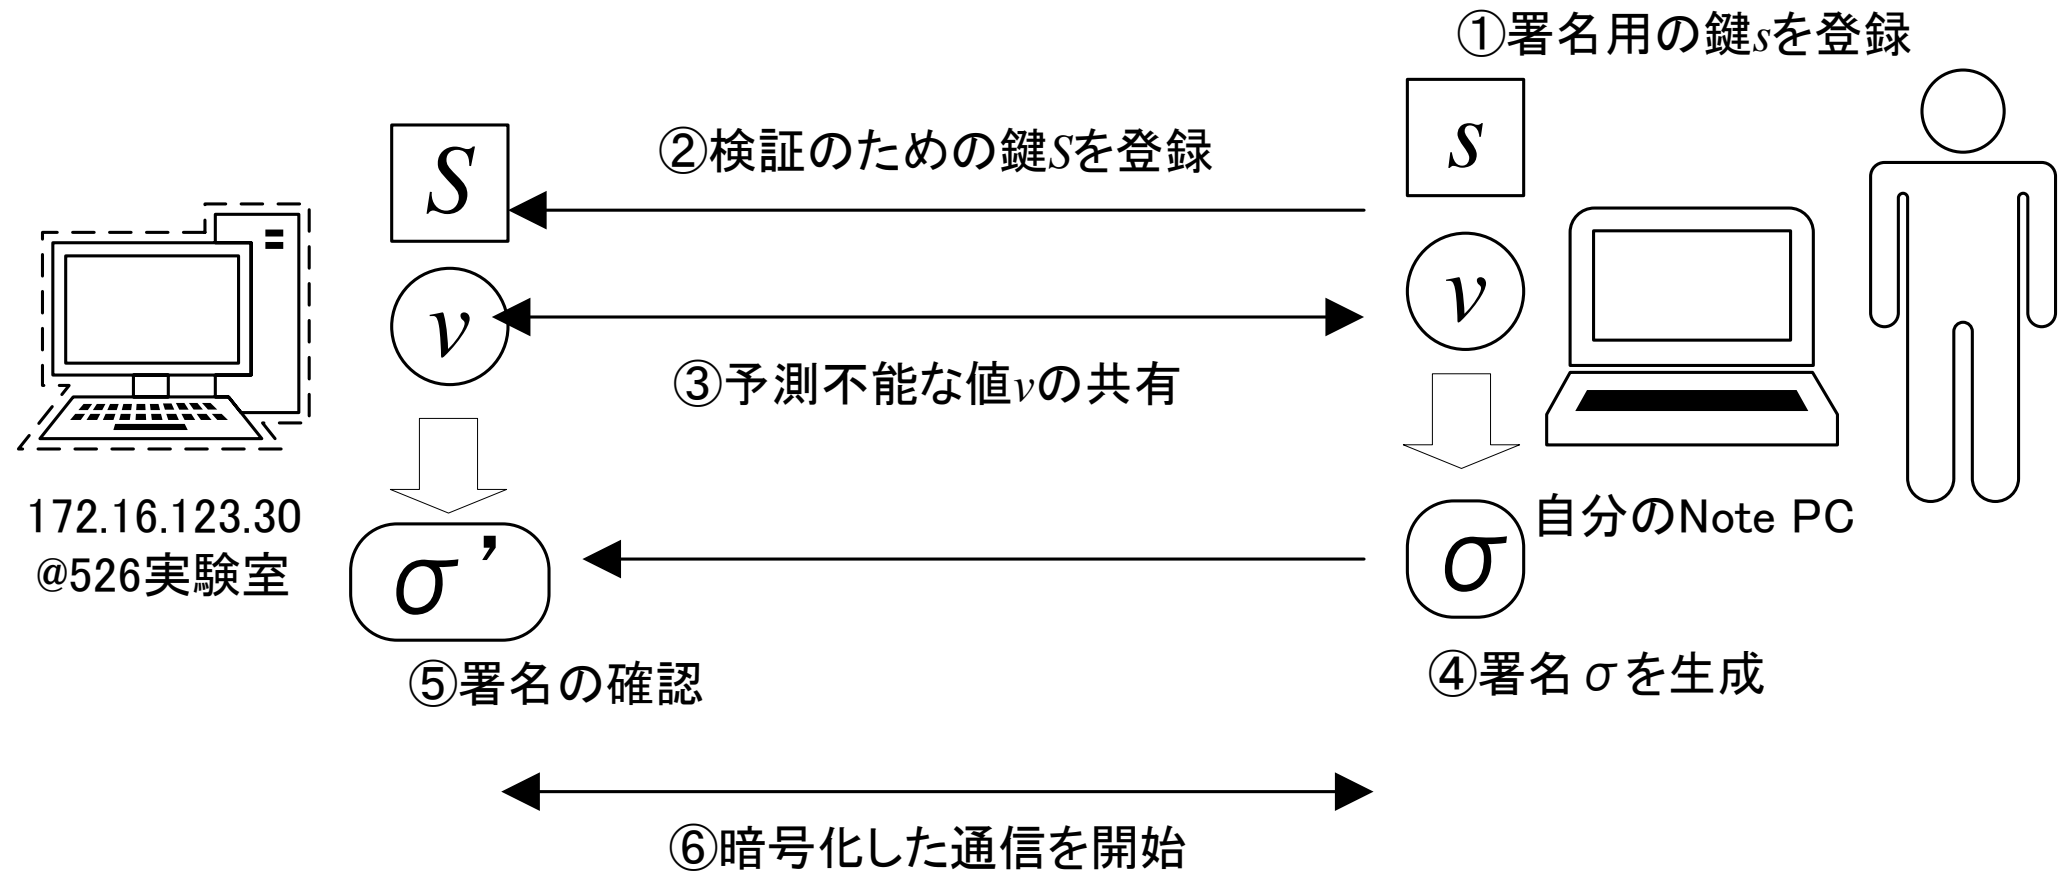 ①署名用の鍵sを登録
S
②検証のための鍵Sを登録
s
v
v
③予測不能な値vの共有
172.16.123.30
@526実験室
自分のNote PC
σ’
σ
⑤署名の確認
④署名σを生成
⑥暗号化した通信を開始